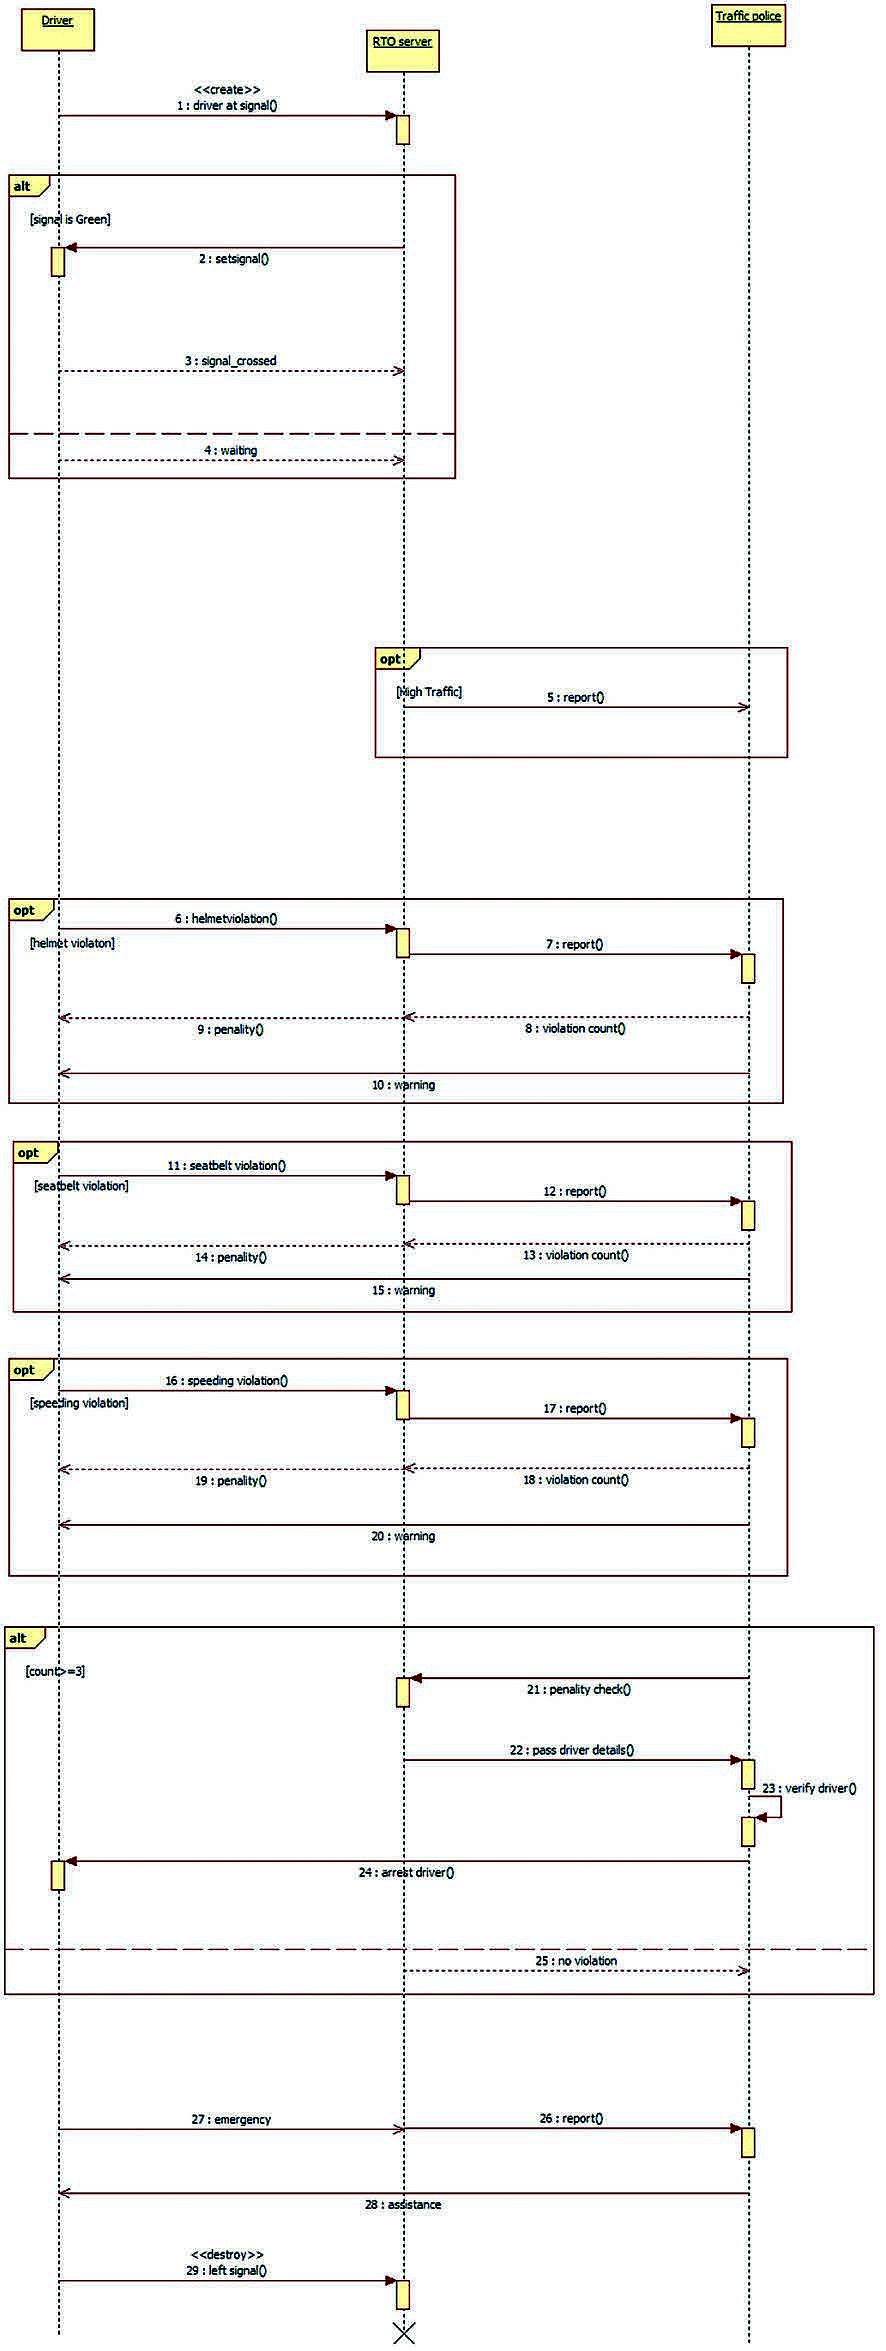 Driver
RTO server
Traffic police
<<create>>
1 : driver at signal()
alt
[signal is Green]
2 : setsignal()
3 : signal_crossed
4 : waiting
opt
[High Traffic]
5 : report()
opt
6 : helmetviolation()
[helmet violaton]
7 : report()
9 : penality()
8 : violation count()
10 : warning
opt
11 : seatbelt violation()
[seatbelt violation]
12 : report()
14 : penality()
13 : violation count()
15 : warning
opt
16 : speeding violation()
[speeding violation]
17 : report()
19 : penality()
18 : violation count()
20 : warning
alt
[count>=3]
21 : penality check()
22 : pass driver details()
23 : verify driver()
24 : arrest driver()
25 : no violation
27 : emergency
26 : report()
28 : assistance
<<destroy>>
29 : left signal()